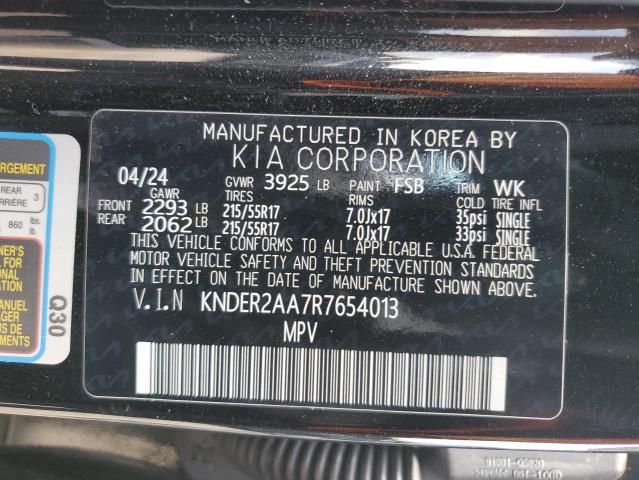 MANUFACTURED IN KOREA BY
KIA CORPORATION
04/24 GVWR 3925 LB PAINT FSB TRIM WK
GAWR TIRES RIMS COLD TIRE INFL
FRONT 2293 LB 215/55R17 7.0Jx17 35psi SINGLE
REAR 2062 LB 215/55R17 7.0Jx17 33psi SINGLE
THIS VEHICLE CONFORMS TO ALL APPLICABLE U.S.A. FEDERAL
MOTOR VEHICLE SAFETY AND THEFT PREVENTION STANDARDS
IN EFFECT ON THE DATE OF MANUFACTURE SHOWN ABOVE.
V.I.N KNDER2AA7R7654013
MPV
REAR 3
860 lbs.
Q30